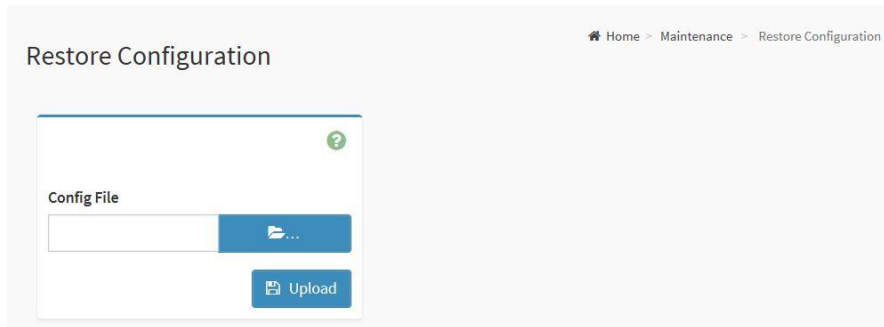 Home > Maintenance > Restore Configuration
Restore Configuration
?
Config File
...
Upload